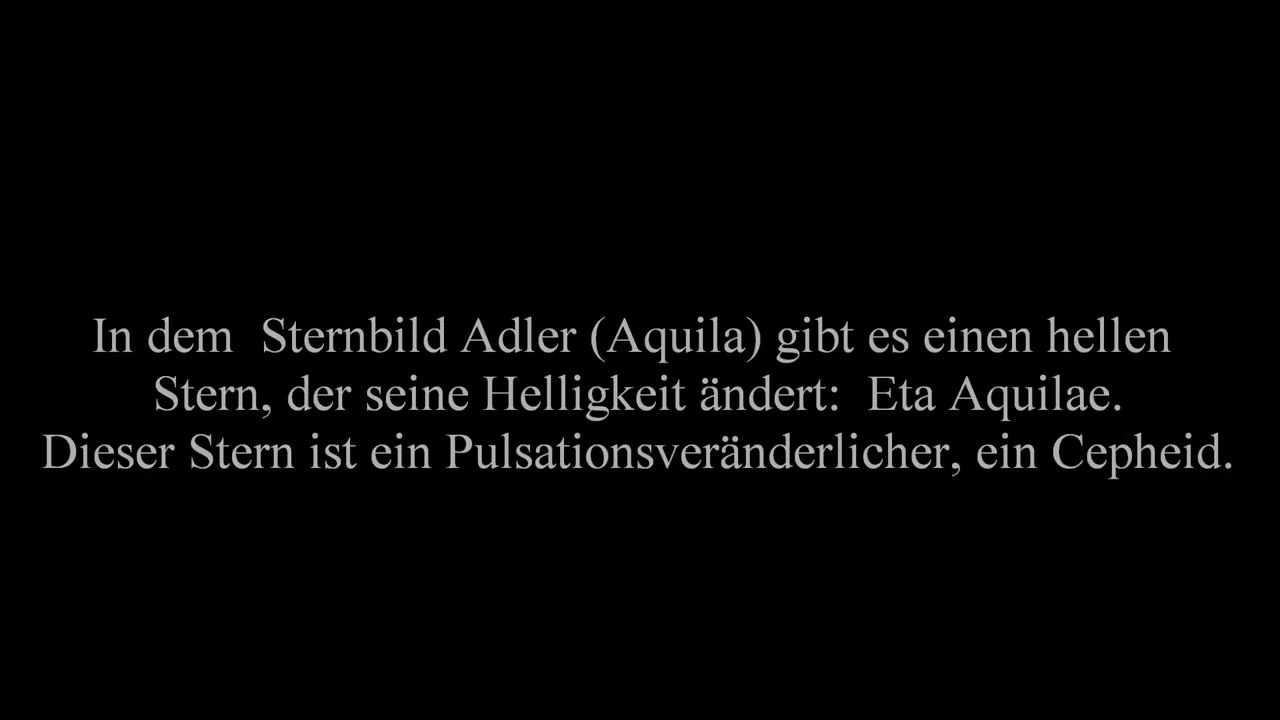 In dem  Sternbild Adler (Aquila) gibt es einen hellen
Stern, der seine Helligkeit ändert:  Eta Aquilae.
Dieser Stern ist ein Pulsationsveränderlicher, ein Cepheid.